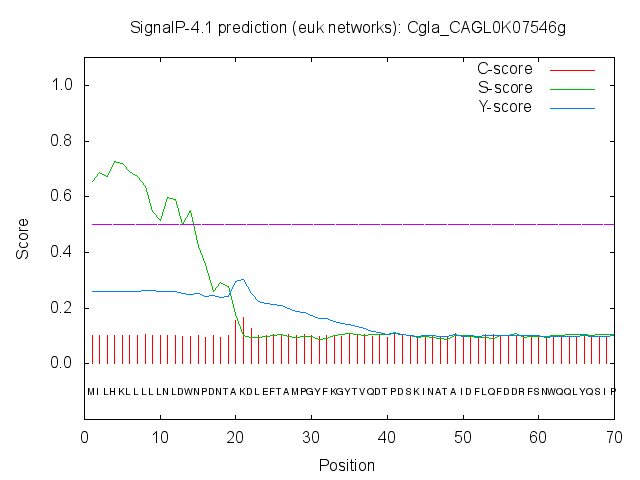 SignalP-4.1 prediction (euk networks): Cgla_CAGL0K07546g
C-score
S-score
Y-score
1.0
0.8
0.6
0.4
0.2
0.0
Score
MILHKLLLLLNLDWNPDNTAKDLEFTAMPGYFKGYTVQDTPDSKINATAIDFLQFDDRFSNWQQLYQSIP
0 10 20 30 40 50 60 70
Position